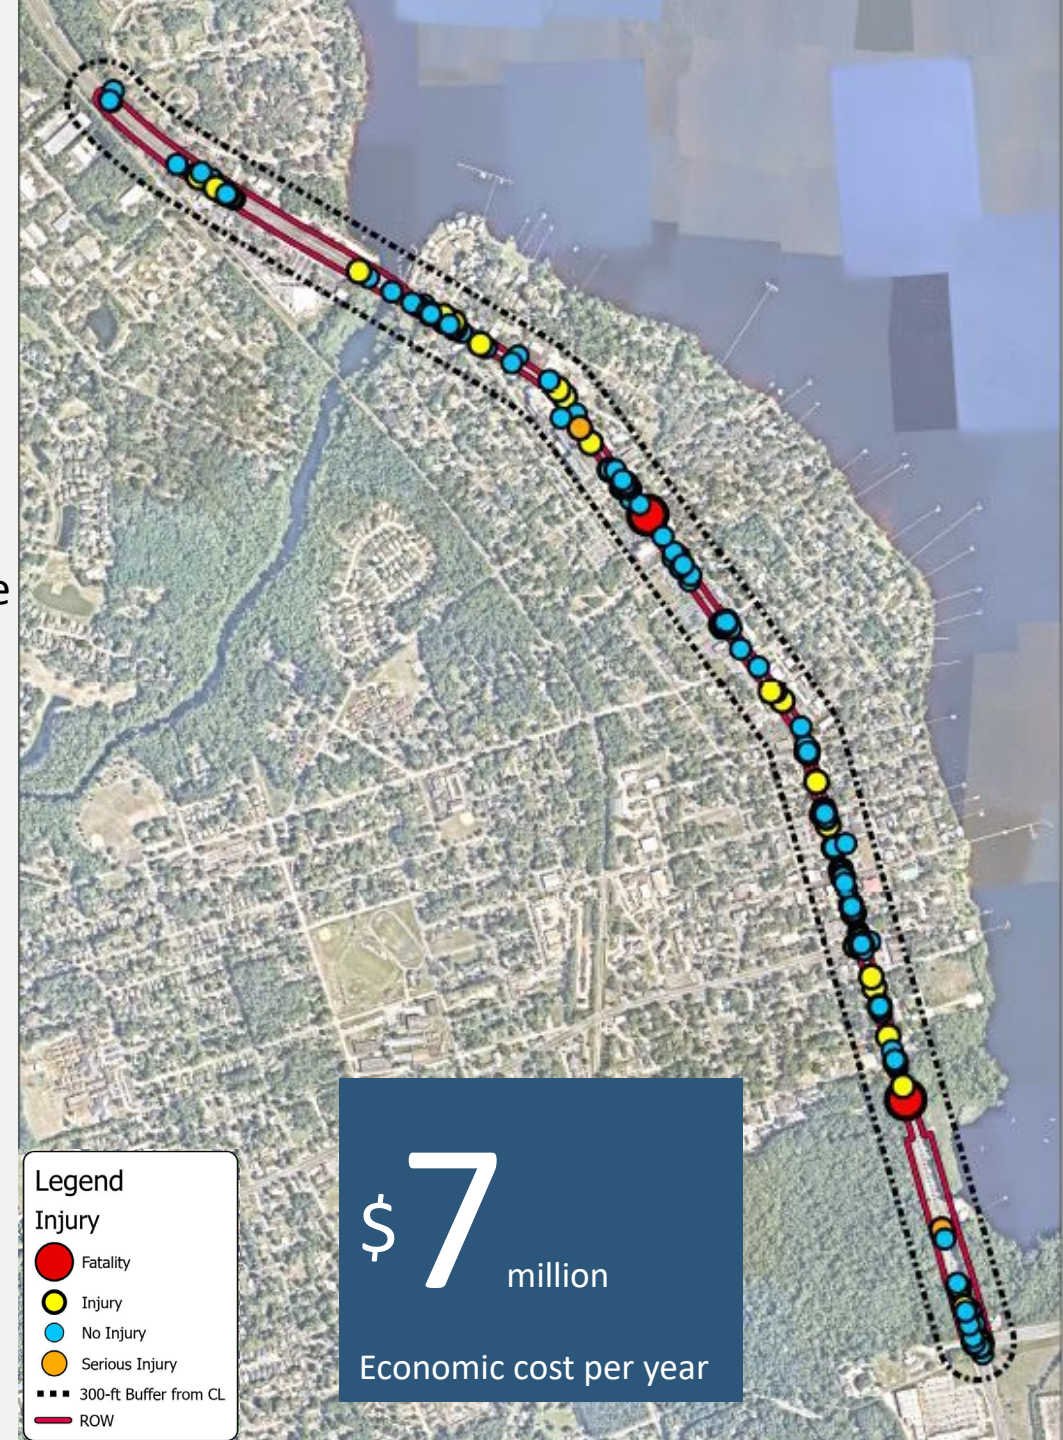 e
Legend
Injury
Fatality
Injury
No Injury
Serious Injury
300-ft Buffer from CL
ROW
$7 million
Economic cost per year